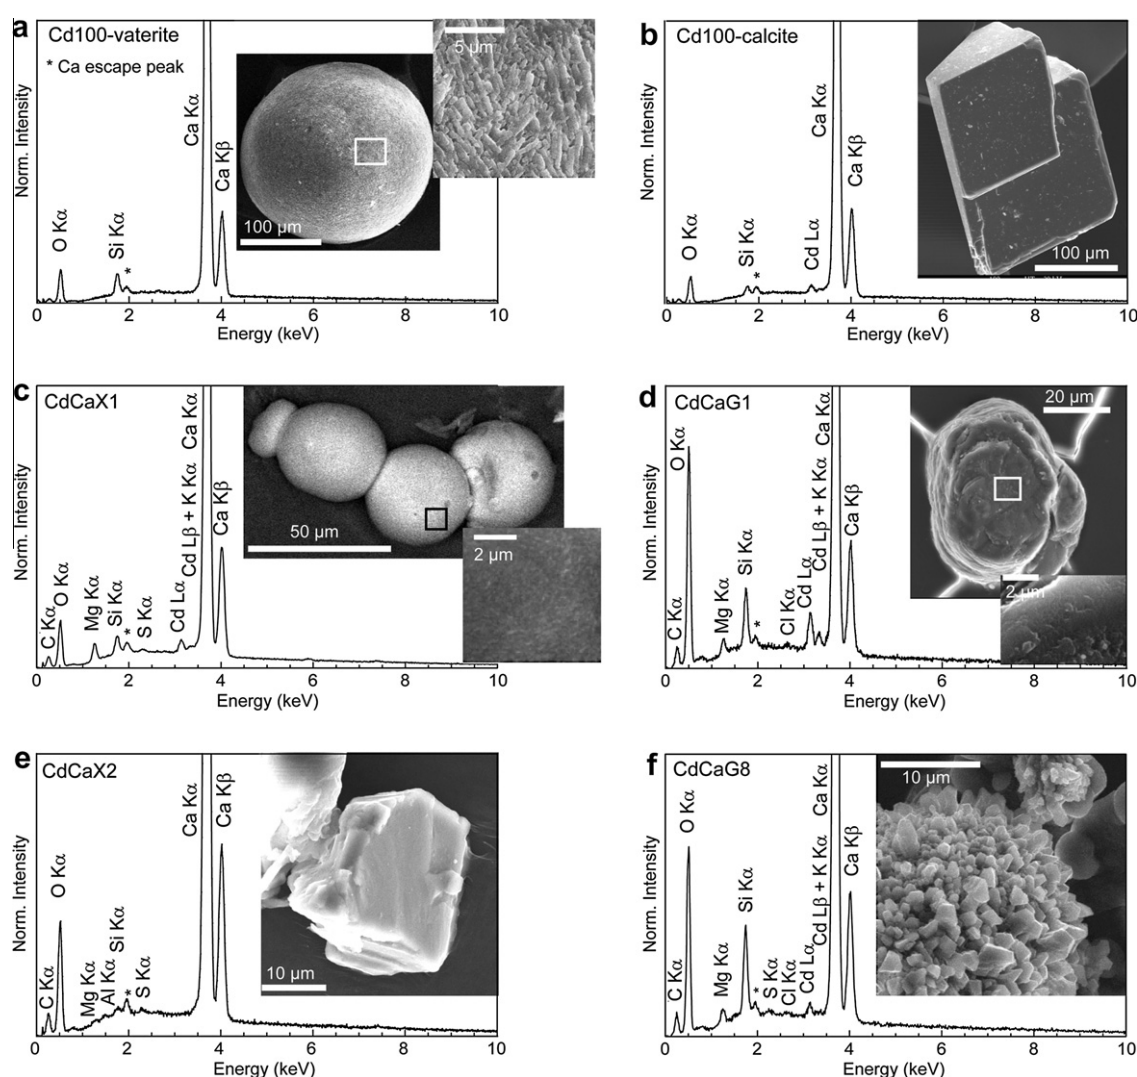 a
Cd100-vaterite
* Ca escape peak
Norm. Intensity
O Kα
Si Kα
*
Ca Kα
Ca Kβ
100 µm
5 µm
0 2 4 6 8 10
Energy (keV)
b
Cd100-calcite
Norm. Intensity
O Kα
Si Kα
*
Cd Lα
Ca Kα
Ca Kβ
100 µm
0 2 4 6 8 10
Energy (keV)
c
CdCaX1
Norm. Intensity
C Kα
O Kα
Mg Kα
Si Kα
*
S Kα
Cd Lα
Cd Lβ + K Kα
Ca Kα
Ca Kβ
50 µm
2 µm
0 2 4 6 8 10
Energy (keV)
d
CdCaG1
Norm. Intensity
C Kα
O Kα
Mg Kα
Si Kα
*
Cl Kα
Cd Lα
Cd Lβ + K Kα
Ca Kα
Ca Kβ
20 µm
2 µm
0 2 4 6 8 10
Energy (keV)
e
CdCaX2
Norm. Intensity
C Kα
O Kα
Mg Kα
Al Kα
Si Kα
*
S Kα
Ca Kα
Ca Kβ
10 µm
0 2 4 6 8 10
Energy (keV)
f
CdCaG8
Norm. Intensity
C Kα
O Kα
Mg Kα
Si Kα
*
S Kα
Cl Kα
Cd Lα
Cd Lβ + K Kα
Ca Kα
Ca Kβ
10 µm
0 2 4 6 8 10
Energy (keV)